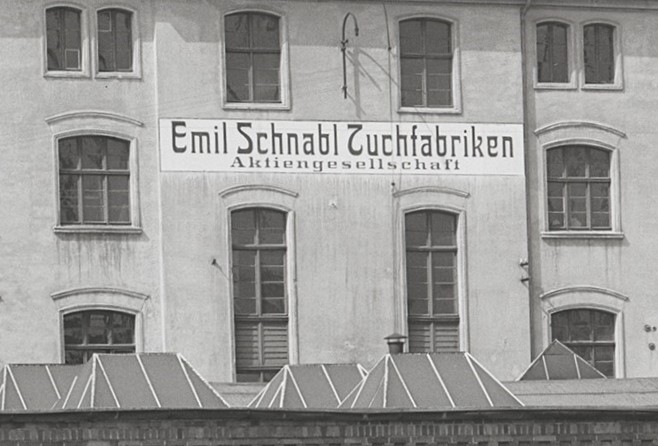 Emil Schnabl Tuchfabriken
Aktiengesellschaft